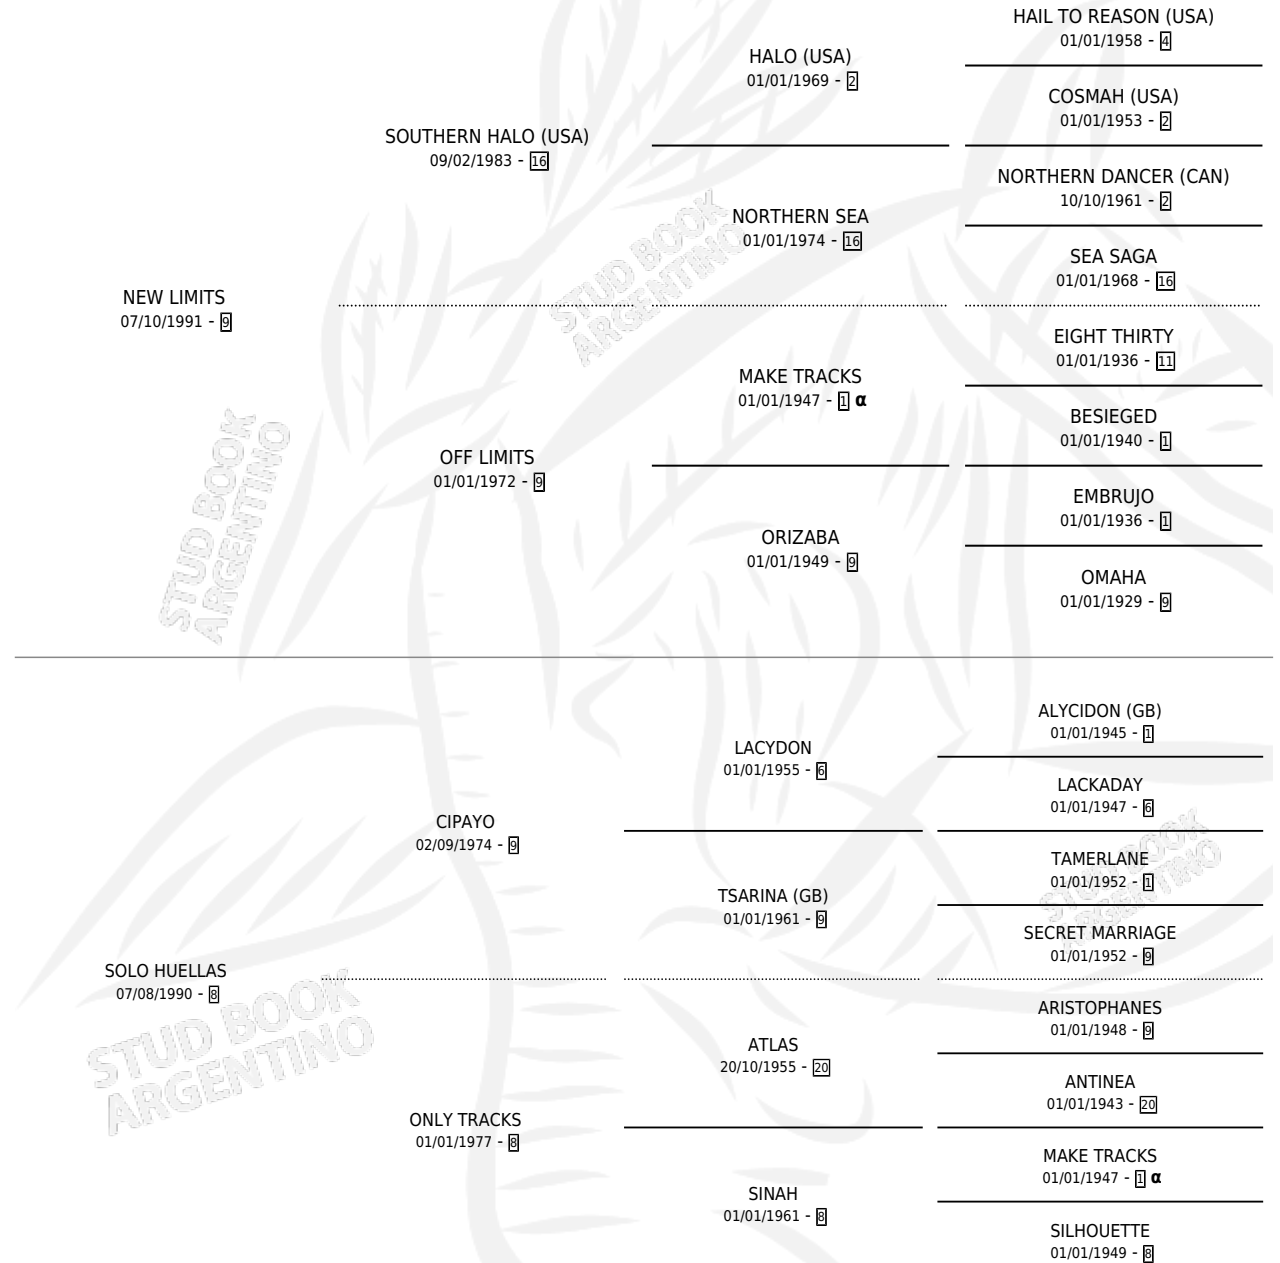 HAIL TO REASON (USA)
01/01/1958 - 4
HALO (USA)
01/01/1969 - 2
COSMAH (USA)
01/01/1953 - 2
SOUTHERN HALO (USA)
09/02/1983 - 16
NORTHERN DANCER (CAN)
10/10/1961 - 2
NORTHERN SEA
01/01/1974 - 16
SEA SAGA
01/01/1968 - 16
STUD BOOK
ARGENTINO
NEW LIMITS
07/10/1991 - 9
EIGHT THIRTY
01/01/1936 - 11
MAKE TRACKS
01/01/1947 - 1 α
BESIEGED
01/01/1940 - 1
OFF LIMITS
01/01/1972 - 9
STUD BOOK
ARGENTINO
EMBRUJO
01/01/1936 - 1
ORIZABA
01/01/1949 - 9
OMAHA
01/01/1929 - 9
ALYCIDON (GB)
01/01/1945 - 1
LACYDON
01/01/1955 - 6
LACKADAY
01/01/1947 - 6
CIPAYO
02/09/1974 - 9
TAMERLANE
01/01/1952 - 1
STUD BOOK
ARGENTINO
TSARINA (GB)
01/01/1961 - 9
SECRET MARRIAGE
01/01/1952 - 9
SOLO HUELLAS
07/08/1990 - 8
STUD BOOK
ARGENTINO
ARISTOPHANES
01/01/1948 - 9
ATLAS
20/10/1955 - 20
ANTINEA
01/01/1943 - 20
ONLY TRACKS
01/01/1977 - 8
MAKE TRACKS
01/01/1947 - 1 α
SINAH
01/01/1961 - 8
SILHOUETTE
01/01/1949 - 8